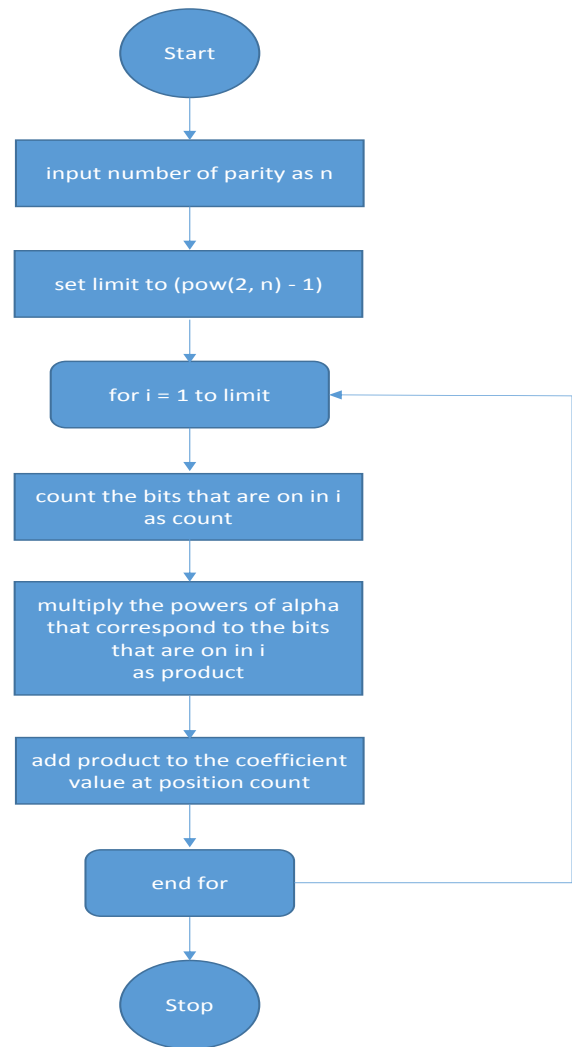 Start
input number of parity as n
set limit to (pow(2, n) - 1)
for i = 1 to limit
count the bits that are on in i
as count
multiply the powers of alpha
that correspond to the bits
that are on in i
as product
add product to the coefficient
value at position count
end for
Stop